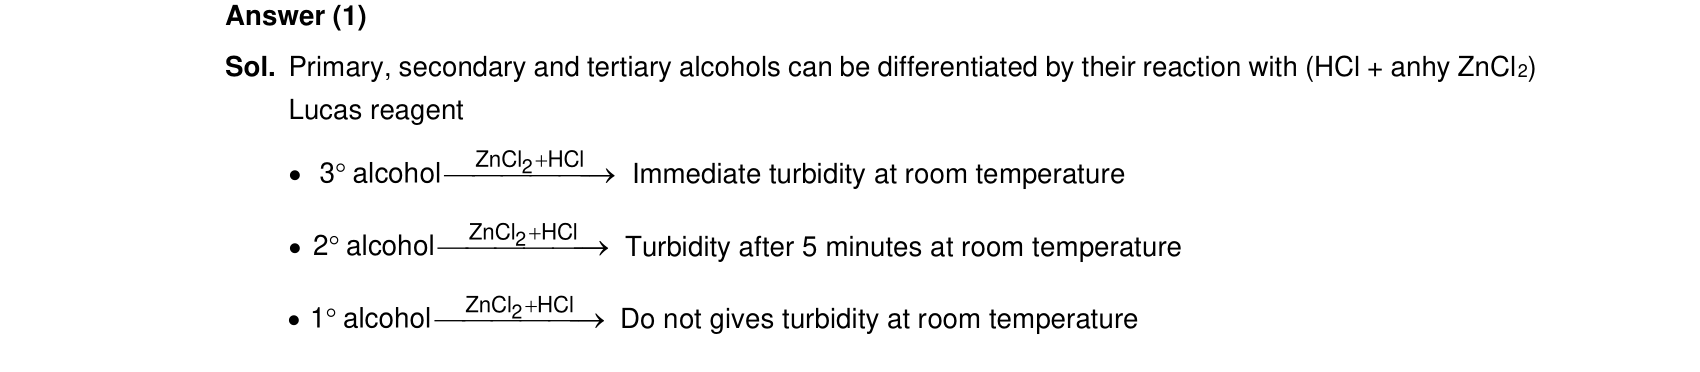 Answer (1)
Sol. Primary, secondary and tertiary alcohols can be differentiated by their reaction with (HCl + anhy ZnCl₂)
Lucas reagent
• 3° alcohol ZnCl₂+HCl⟶ Immediate turbidity at room temperature
• 2° alcohol ZnCl₂+HCl⟶ Turbidity after 5 minutes at room temperature
• 1° alcohol ZnCl₂+HCl⟶ Do not gives turbidity at room temperature